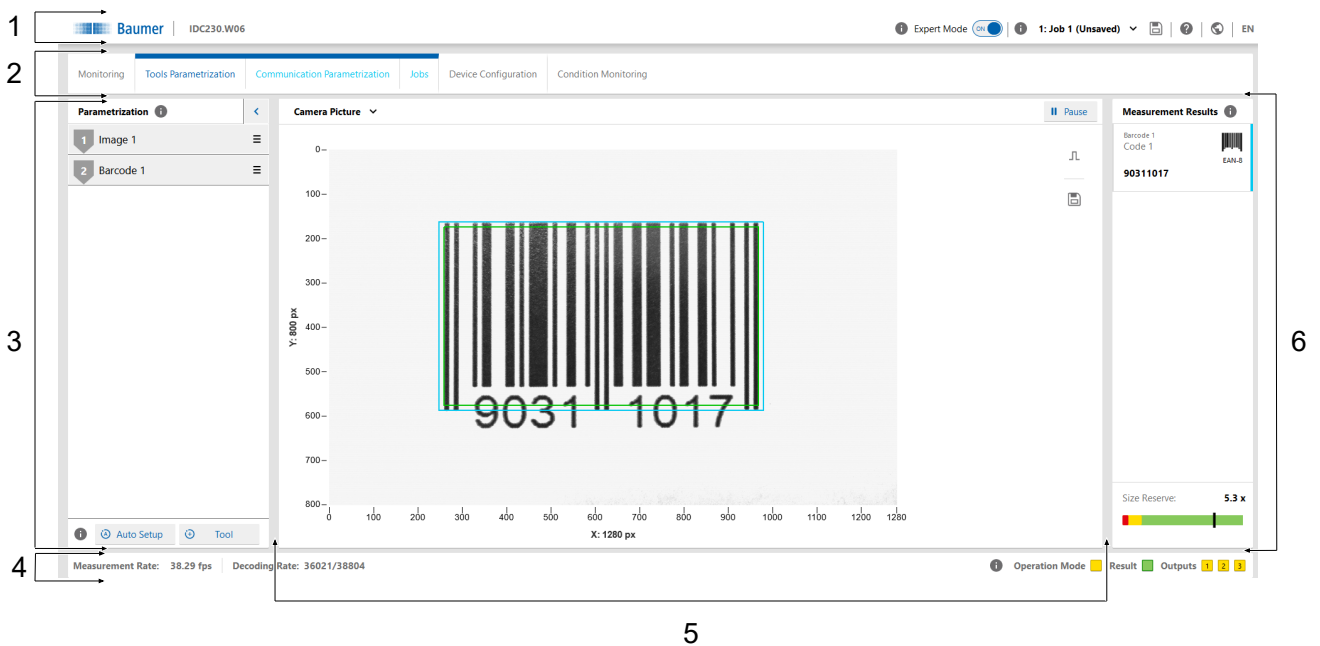 1
Baumer IDC230.W06 Expert Mode ON 1: Job 1 (Unsaved) EN
2
Monitoring Tools Parametrization Communication Parametrization Jobs Device Configuration Condition Monitoring
3
Parametrization
1 Image 1
2 Barcode 1
Auto Setup Tool
Camera Picture Pause
0
100
200
300
400
500
600
700
800
Y: 800 px
9031 1017
0 100 200 300 400 500 600 700 800 900 1000 1100 1200 1280
X: 1280 px
Measurement Results
Barcode 1
Code 1
EAN-8
90311017
Size Reserve: 5.3 x
6
4
Measurement Rate: 38.29 fps Decoding Rate: 36021/38804 Operation Mode Result Outputs 1 2 3
5